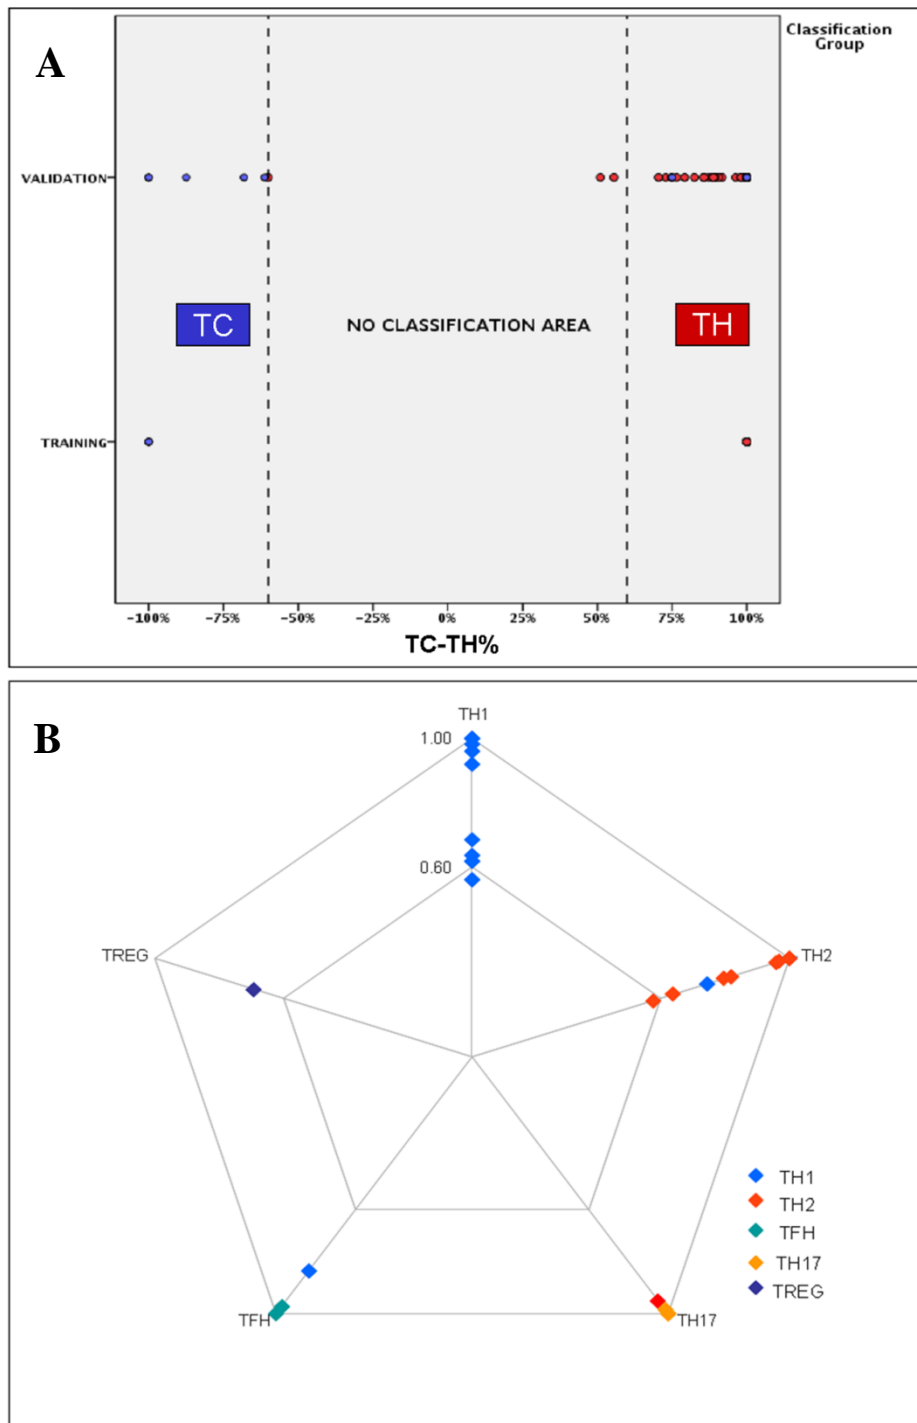 A
Classification
Group
VALIDATION
TC
NO CLASSIFICATION AREA
TH
TRAINING
-100%
-75%
-50%
-25%
0%
25%
50%
75%
100%
TC-TH%
B
TH1
1.00
0.60
TREG
TH2
TFH
TH17
TH1
TH2
TFH
TH17
TREG